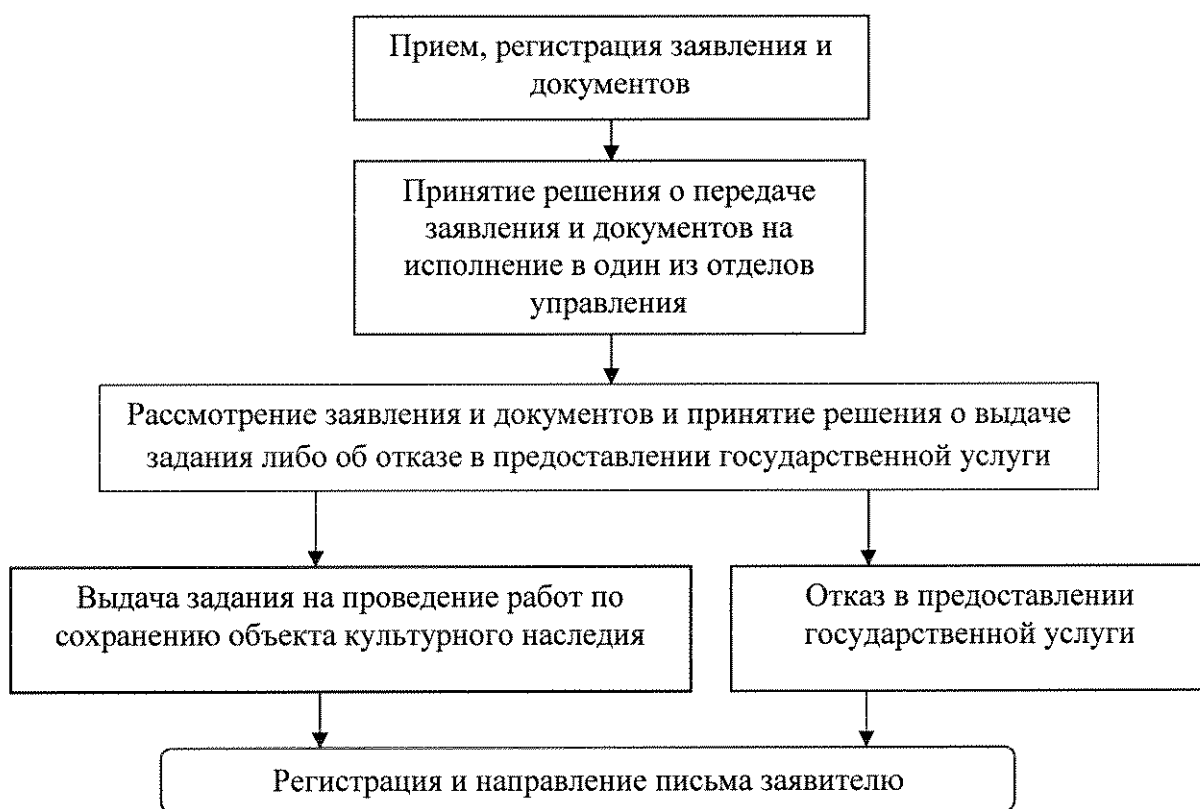 Прием, регистрация заявления и
документов
Принятие решения о передаче
заявления и документов на
исполнение в один из отделов
управления
Рассмотрение заявления и документов и принятие решения о выдаче
задания либо об отказе в предоставлении государственной услуги
Выдача задания на проведение работ по
сохранению объекта культурного наследия
Отказ в предоставлении
государственной услуги
Регистрация и направление письма заявителю